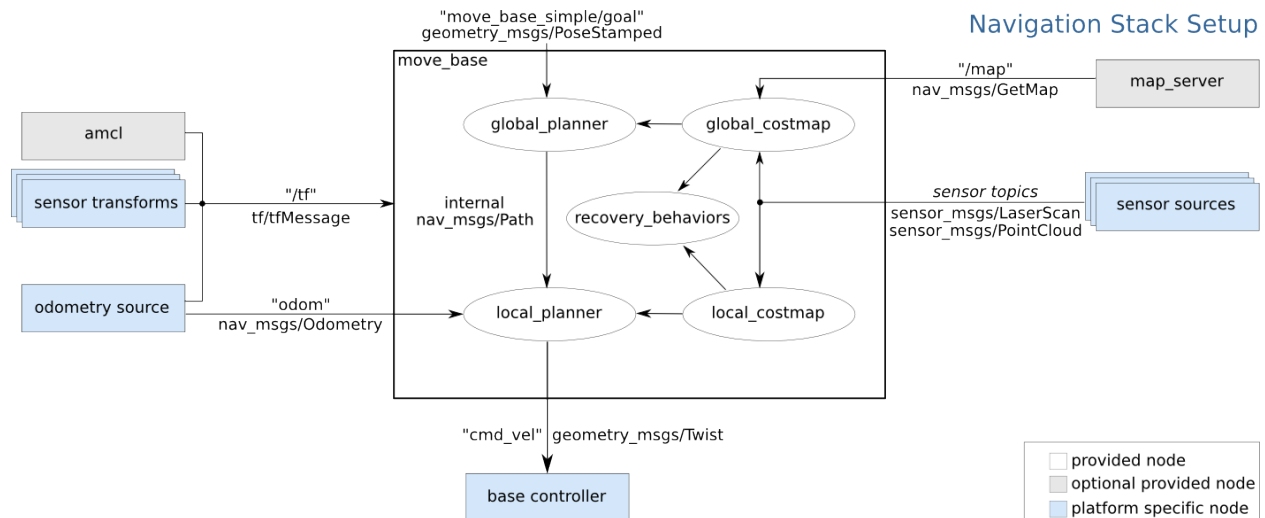 Navigation Stack Setup
"move_base_simple/goal"
geometry_msgs/PoseStamped
move_base
"/map"
nav_msgs/GetMap
map_server
amcl
global_planner
global_costmap
sensor transforms
"/tf"
tf/tfMessage
internal
nav_msgs/Path
recovery_behaviors
sensor topics
sensor_msgs/LaserScan
sensor_msgs/PointCloud
sensor sources
odometry source
"odom"
nav_msgs/Odometry
local_planner
local_costmap
"cmd_vel" geometry_msgs/Twist
base controller
provided node
optional provided node
platform specific node